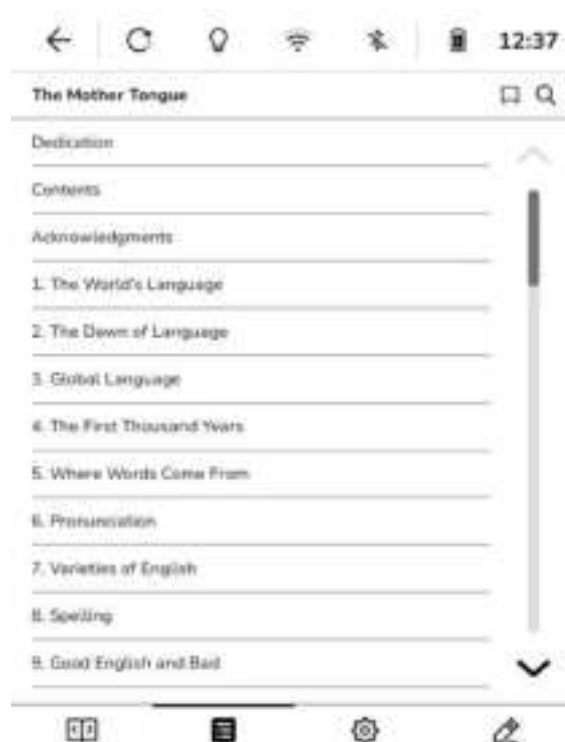 12:37
The Mother Tongue
Dedication
Contents
Acknowledgments
1. The World's Language
2. The Dawn of Language
3. Global Language
4. The First Thousand Years
5. Where Words Come From
6. Pronunciation
7. Varieties of English
8. Spelling
9. Good English and Bad